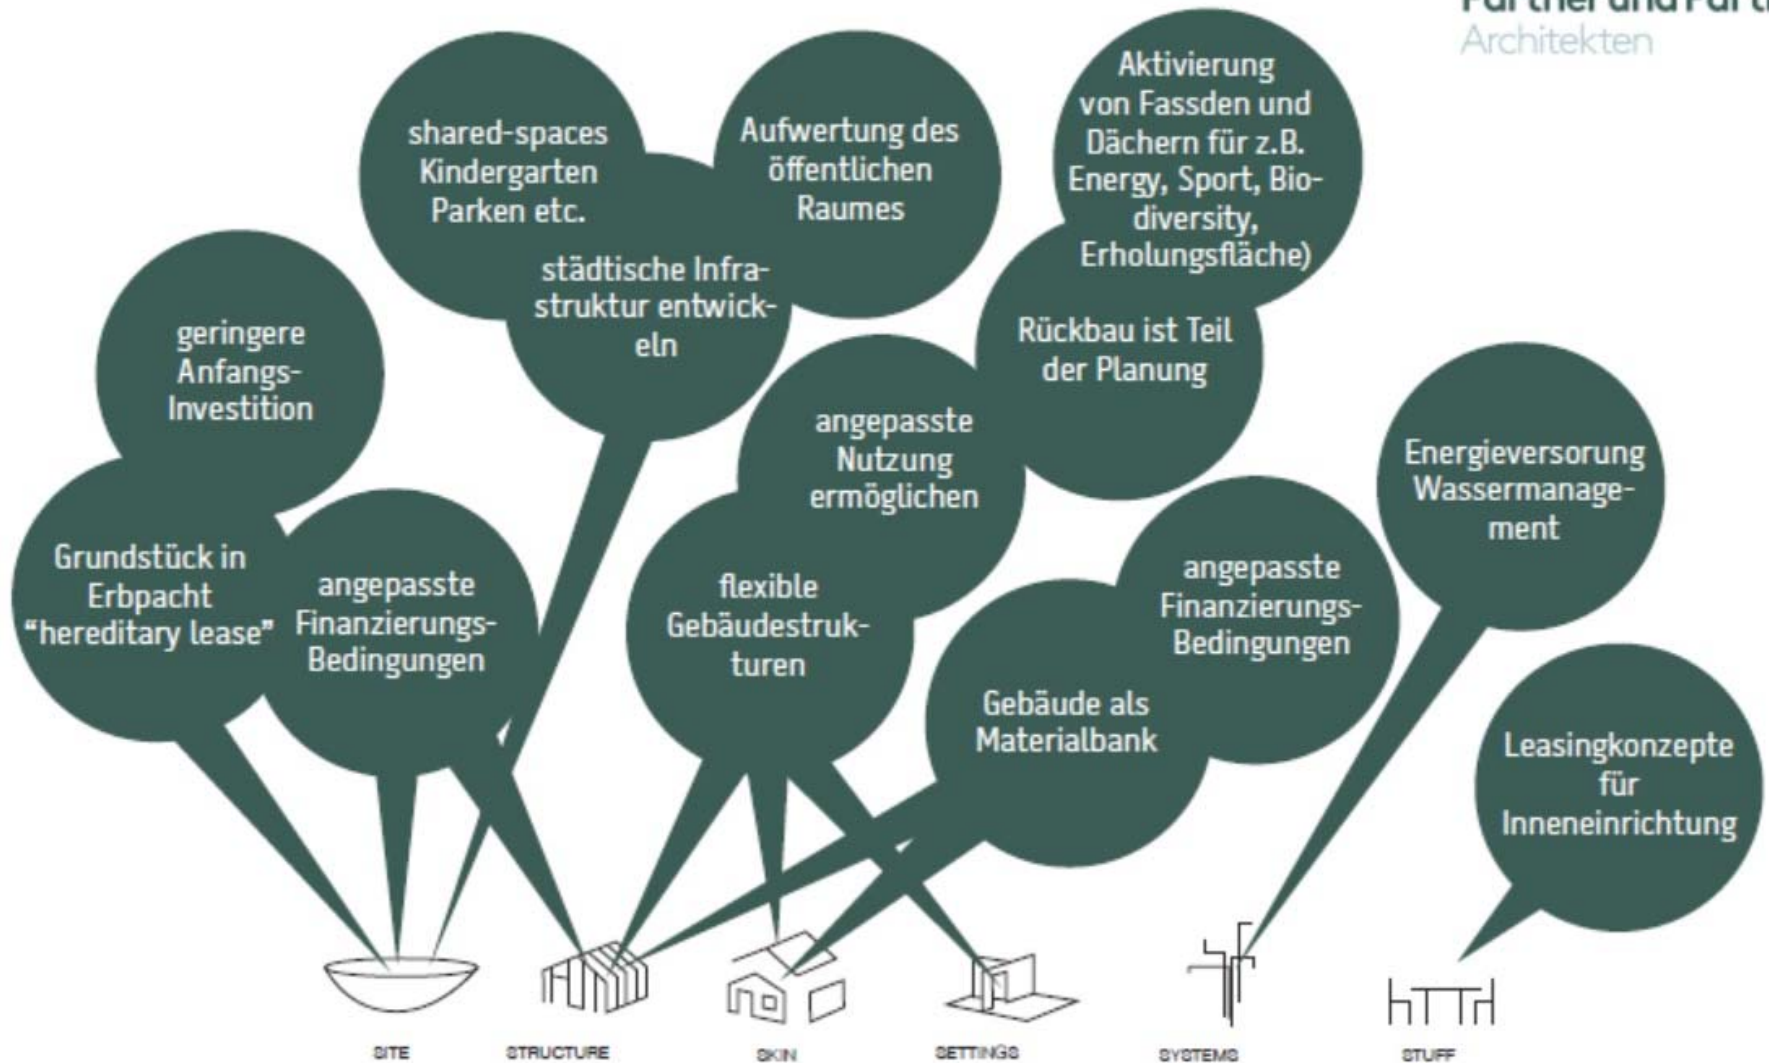 Architekten
shared-spaces
Kindergarten
Parken etc.
Aufwertung des
öffentlichen
Raumes
Aktivierung
von Fassden und
Dächern für z.B.
Energy, Sport, Bio-
diversity,
Erholungsfläche)
städtische Infra-
struktur entwick-
eln
geringere
Anfangs-
Investition
Rückbau ist Teil
der Planung
angepasste
Nutzung
ermöglichen
Energieversorung
Wassermanage-
ment
Grundstück in
Erbpacht
“hereditary lease”
angepasste
Finanzierungs-
Bedingungen
flexible
Gebäudestruk-
turen
angepasste
Finanzierungs-
Bedingungen
Gebäude als
Materialbank
Leasingkonzepte
für
Inneneinrichtung
SITE
STRUCTURE
SKIN
SETTINGS
SYSTEMS
STUFF